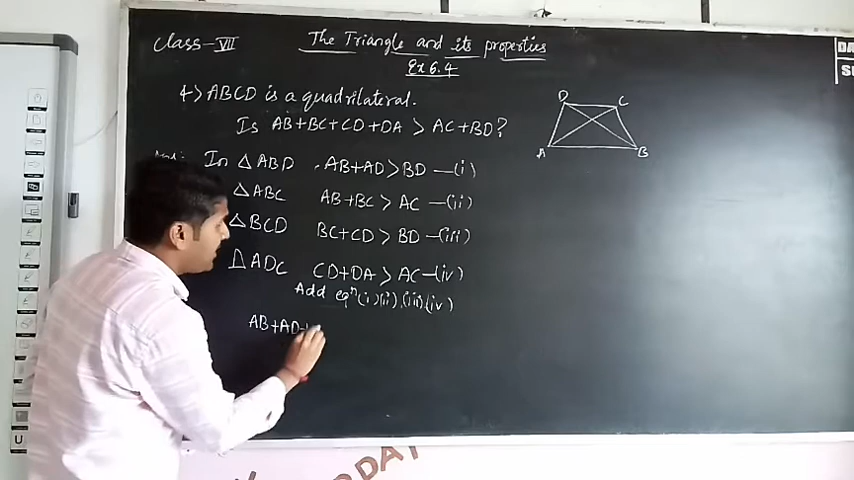 Class-VII
The Triangle and its properties
Ex 6.4
4> ABCD is a quadrilateral.
Is AB+BC+CD+DA > AC+BD?
In △ABD AB+AD>BD—(i)
△ABC AB+BC > AC —(ii)
△BCD BC+CD > BD —(iii)
△ADC CD+DA > AC—(iv)
Add eqⁿ (i)(ii),(iii),(iv)
AB+AD+
D C
A B
DA
DAY